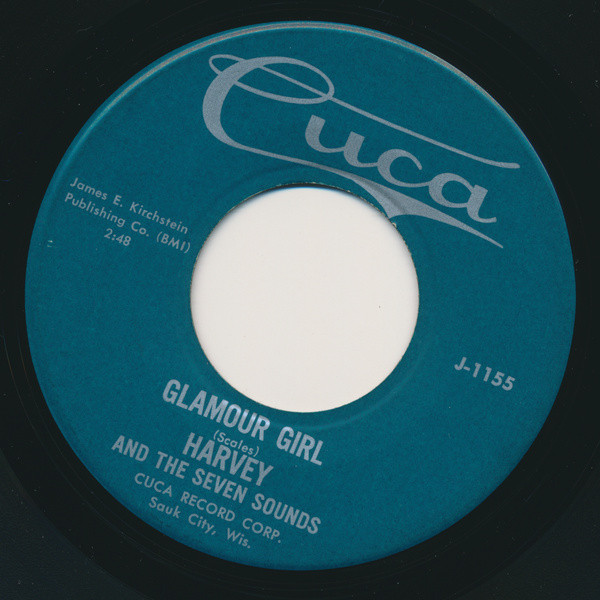 Cuca
James E. Kirchstein
Publishing Co. (BMI)
2:48
J-1155
GLAMOUR GIRL
(Scales)
HARVEY
AND THE SEVEN SOUNDS
CUCA RECORD CORP.
Sauk City, Wis.